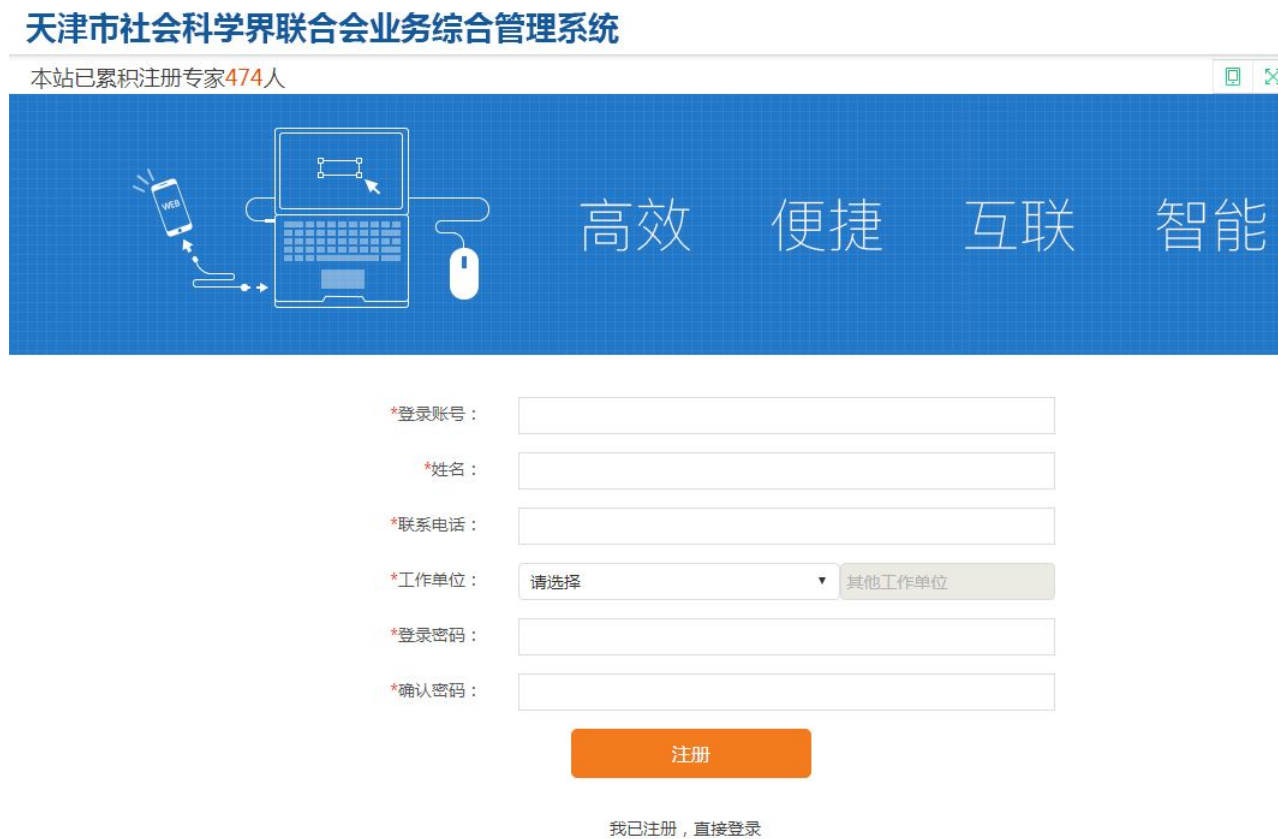 天津市社会科学界联合会业务综合管理系统
本站已累积注册专家474人
WEB
高效 便捷 互联 智能
*登录账号：
*姓名：
*联系电话：
*工作单位： 请选择 其他工作单位
*登录密码：
*确认密码：
注册
我已注册，直接登录